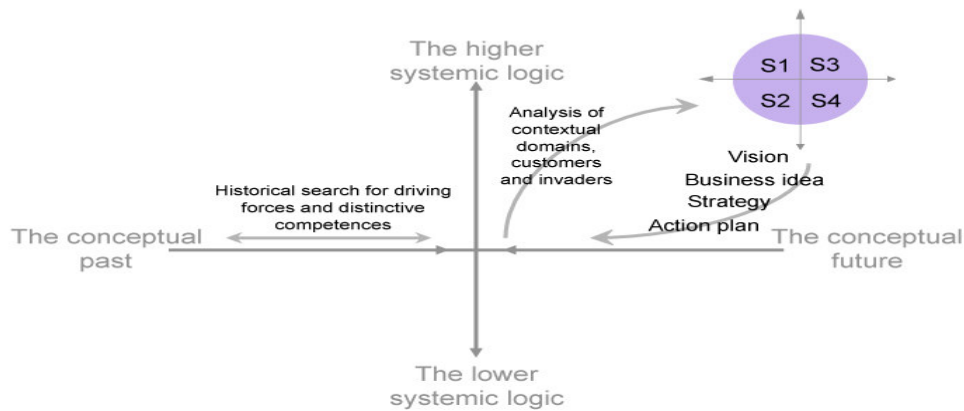 The higher
systemic logic
S1 S3
S2 S4
Analysis of
contextual
domains,
customers
and invaders
Vision
Business idea
Strategy
Action plan
Historical search for driving
forces and distinctive
competences
The conceptual
past
The conceptual
future
The lower
systemic logic